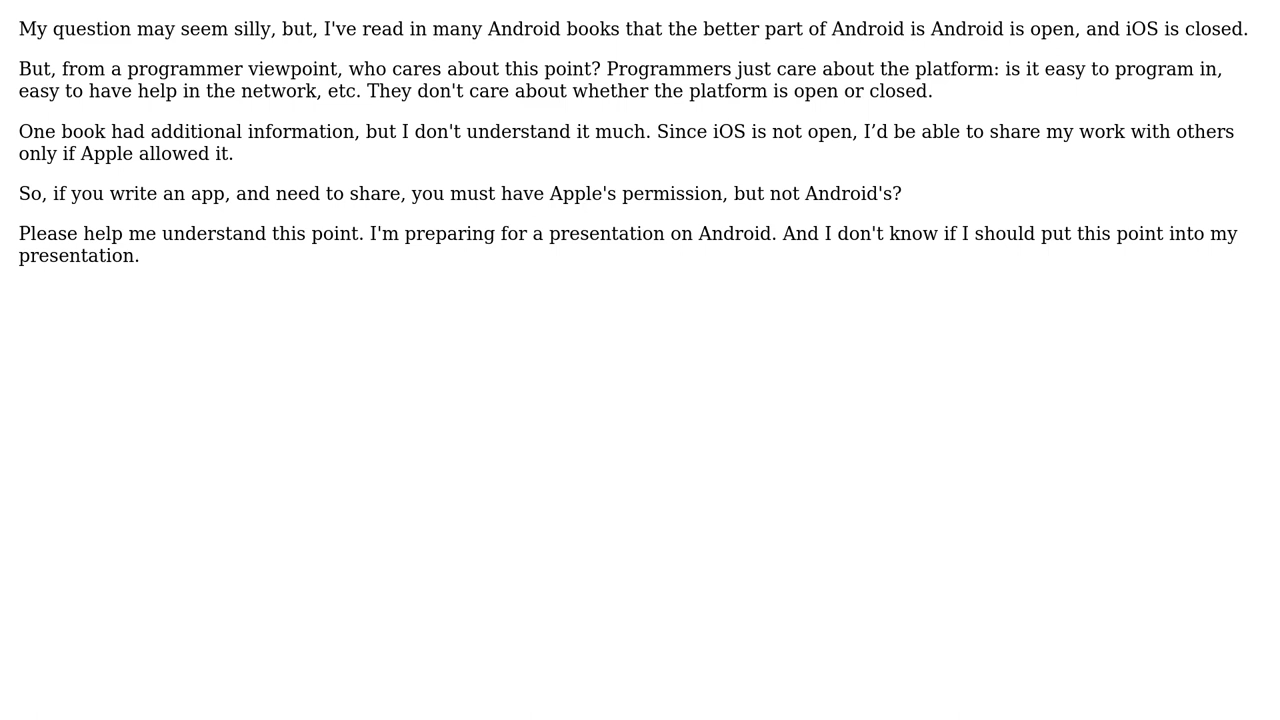 My question may seem silly, but, I've read in many Android books that the better part of Android is Android is open, and iOS is closed.
But, from a programmer viewpoint, who cares about this point? Programmers just care about the platform: is it easy to program in,
easy to have help in the network, etc. They don't care about whether the platform is open or closed.
One book had additional information, but I don't understand it much. Since iOS is not open, I’d be able to share my work with others
only if Apple allowed it.
So, if you write an app, and need to share, you must have Apple's permission, but not Android's?
Please help me understand this point. I'm preparing for a presentation on Android. And I don't know if I should put this point into my
presentation.